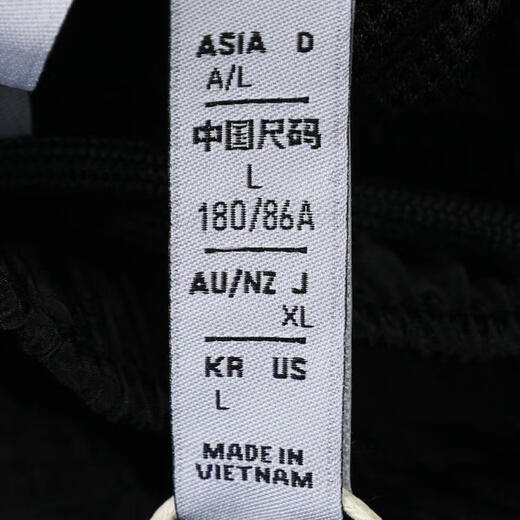 ASIA D
A/L
中国尺码
L
180/86A
AU/NZ J
XL
KR US
L
MADE IN
VIETNAM